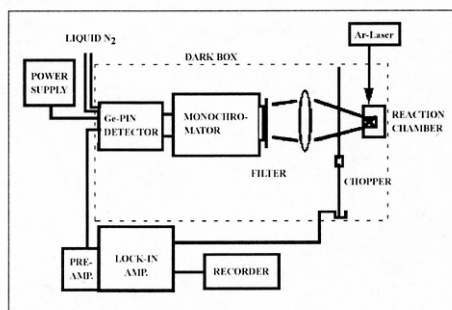 LIQUID N2
Ar-Laser
DARK BOX
POWER
SUPPLY
Ge-PIN
DETECTOR
MONOCHRO-
MATOR
REACTION
CHAMBER
FILTER
CHOPPER
PRE-
AMP.
LOCK-IN
AMP.
RECORDER